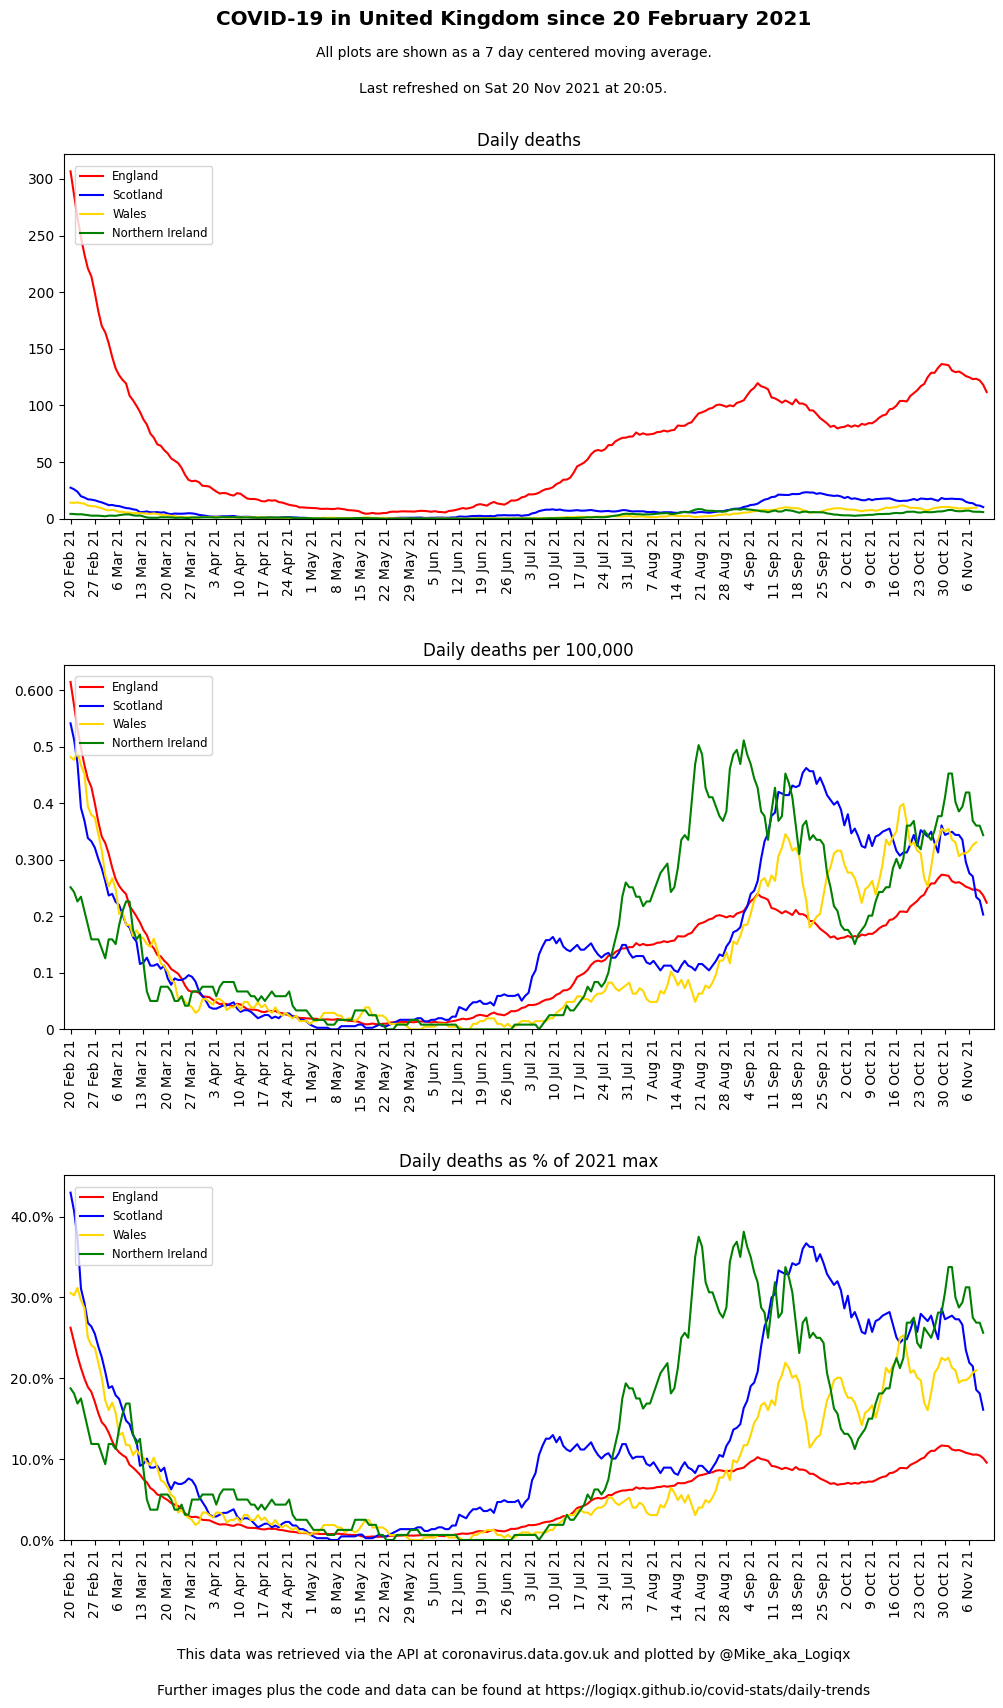 COVID-19 in United Kingdom since 20 February 2021
All plots are shown as a 7 day centered moving average.
Last refreshed on Sat 20 Nov 2021 at 20:05.
Daily deaths
England
Scotland
Wales
Northern Ireland
300
250
200
150
100
50
0
20 Feb 21
27 Feb 21
6 Mar 21
13 Mar 21
20 Mar 21
27 Mar 21
3 Apr 21
10 Apr 21
17 Apr 21
24 Apr 21
1 May 21
8 May 21
15 May 21
22 May 21
29 May 21
5 Jun 21
12 Jun 21
19 Jun 21
26 Jun 21
3 Jul 21
10 Jul 21
17 Jul 21
24 Jul 21
31 Jul 21
7 Aug 21
14 Aug 21
21 Aug 21
28 Aug 21
4 Sep 21
11 Sep 21
18 Sep 21
25 Sep 21
2 Oct 21
9 Oct 21
16 Oct 21
23 Oct 21
30 Oct 21
6 Nov 21
Daily deaths per 100,000
England
Scotland
Wales
Northern Ireland
0.600
0.5
0.4
0.300
0.2
0.1
0
20 Feb 21
27 Feb 21
6 Mar 21
13 Mar 21
20 Mar 21
27 Mar 21
3 Apr 21
10 Apr 21
17 Apr 21
24 Apr 21
1 May 21
8 May 21
15 May 21
22 May 21
29 May 21
5 Jun 21
12 Jun 21
19 Jun 21
26 Jun 21
3 Jul 21
10 Jul 21
17 Jul 21
24 Jul 21
31 Jul 21
7 Aug 21
14 Aug 21
21 Aug 21
28 Aug 21
4 Sep 21
11 Sep 21
18 Sep 21
25 Sep 21
2 Oct 21
9 Oct 21
16 Oct 21
23 Oct 21
30 Oct 21
6 Nov 21
Daily deaths as % of 2021 max
England
Scotland
Wales
Northern Ireland
40.0%
30.0%
20.0%
10.0%
0.0%
20 Feb 21
27 Feb 21
6 Mar 21
13 Mar 21
20 Mar 21
27 Mar 21
3 Apr 21
10 Apr 21
17 Apr 21
24 Apr 21
1 May 21
8 May 21
15 May 21
22 May 21
29 May 21
5 Jun 21
12 Jun 21
19 Jun 21
26 Jun 21
3 Jul 21
10 Jul 21
17 Jul 21
24 Jul 21
31 Jul 21
7 Aug 21
14 Aug 21
21 Aug 21
28 Aug 21
4 Sep 21
11 Sep 21
18 Sep 21
25 Sep 21
2 Oct 21
9 Oct 21
16 Oct 21
23 Oct 21
30 Oct 21
6 Nov 21
This data was retrieved via the API at coronavirus.data.gov.uk and plotted by @Mike_aka_Logiqx
Further images plus the code and data can be found at https://logiqx.github.io/covid-stats/daily-trends